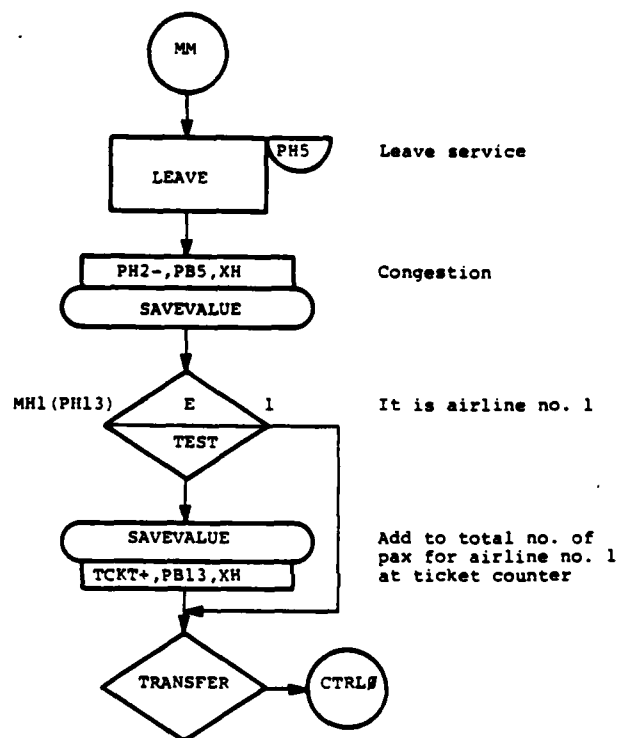 MM
PH5
LEAVE
Leave service
PH2-,PB5,XH
Congestion
SAVEVALUE
MH1(PH13)
E
1
It is airline no. 1
TEST
SAVEVALUE
Add to total no. of
TCKT+,PB13,XH
pax for airline no. 1
at ticket counter
TRANSFER
CTRLØ